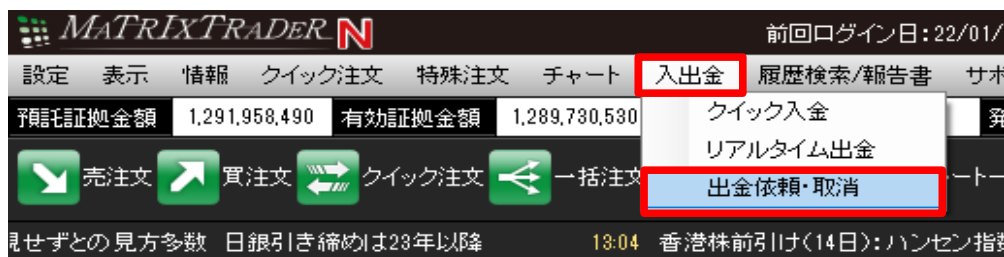 MATRIXTRADER N 前回ログイン日:22/01/
設定 表示 情報 クイック注文 特殊注文 チャート 入出金 履歴検索/報告書 サポ
預託証拠金額 1,291,958,490 有効証拠金額 1,289,730,530
クイック入金
リアルタイム出金
売注文 買注文 クイック注文 一括注文 出金依頼・取消 ート
見せずとの見方多数 日銀引き締めは23年以降 13:04 香港株前引け(14日):ハンセン指数